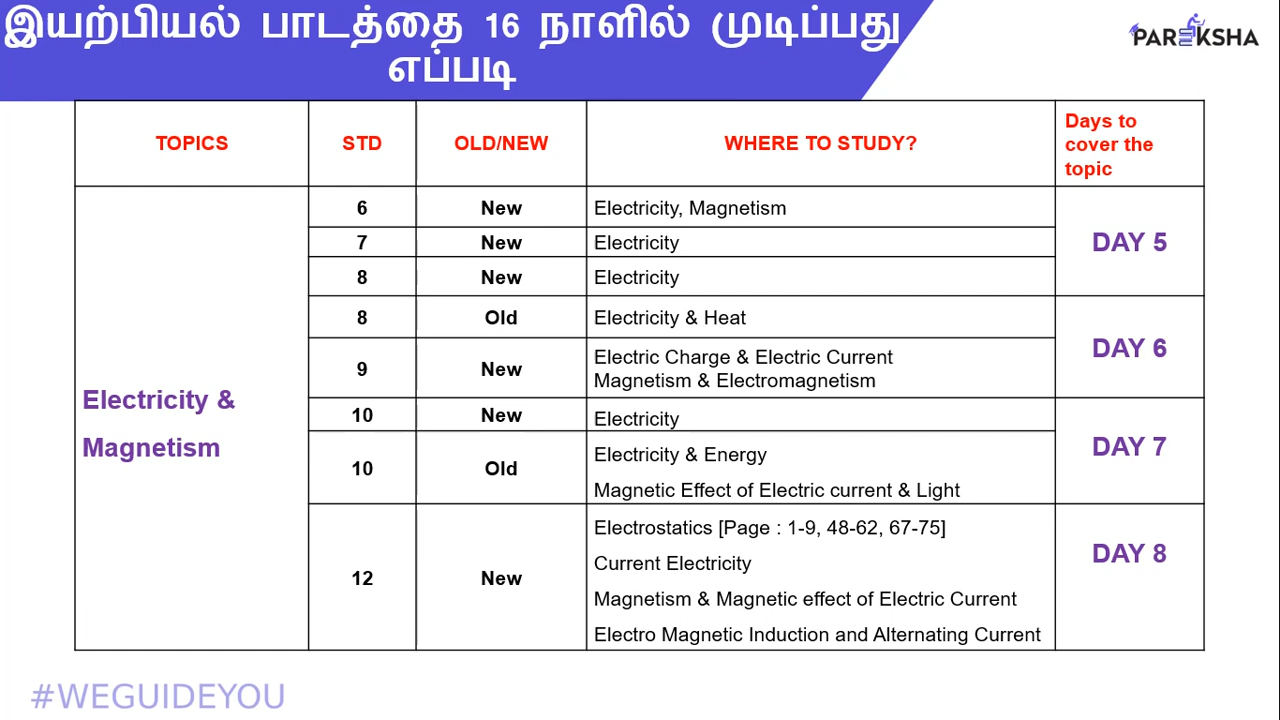 இயற்பியல் பாடத்தை 16 நாளில் முடிப்பது
எப்படி
PAREKSHA
TOPICS STD OLD/NEW WHERE TO STUDY? Days to cover the topic
Electricity & Magnetism
6 New Electricity, Magnetism
DAY 5
7 New Electricity
8 New Electricity
8 Old Electricity & Heat
DAY 6
9 New Electric Charge & Electric Current
Magnetism & Electromagnetism
10 New Electricity
DAY 7
10 Old Electricity & Energy
Magnetic Effect of Electric current & Light
12 New Electrostatics [Page : 1-9, 48-62, 67-75]
DAY 8
Current Electricity
Magnetism & Magnetic effect of Electric Current
Electro Magnetic Induction and Alternating Current
#WEGUIDEYOU